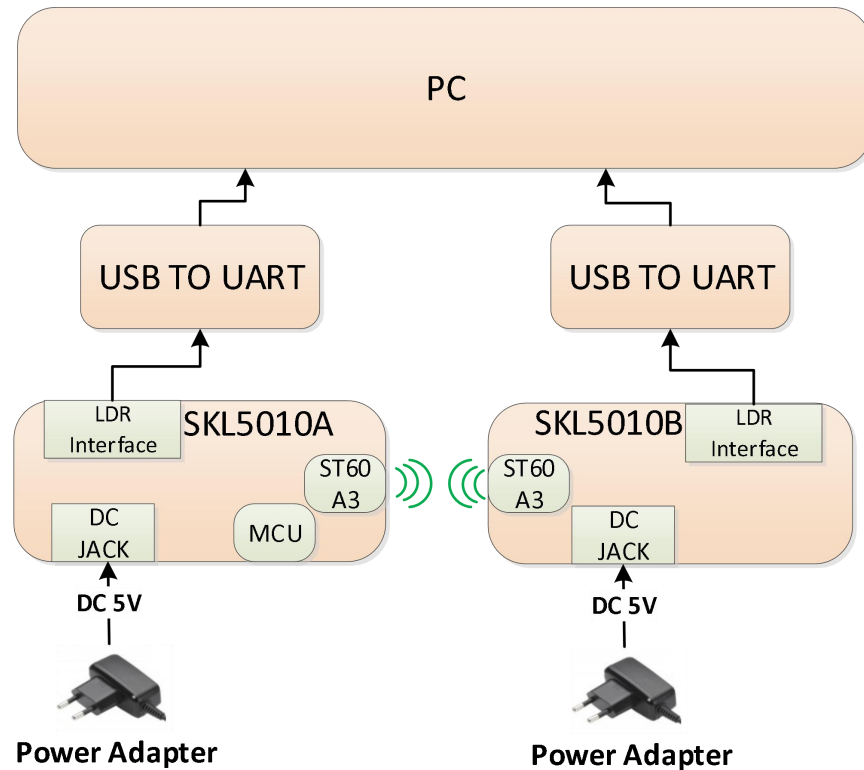 PC
USB TO UART
USB TO UART
LDR
Interface
SKL5010A
ST60
A3
MCU
DC
JACK
DC 5V
Power Adapter
SKL5010B
LDR
Interface
ST60
A3
DC
JACK
DC 5V
Power Adapter